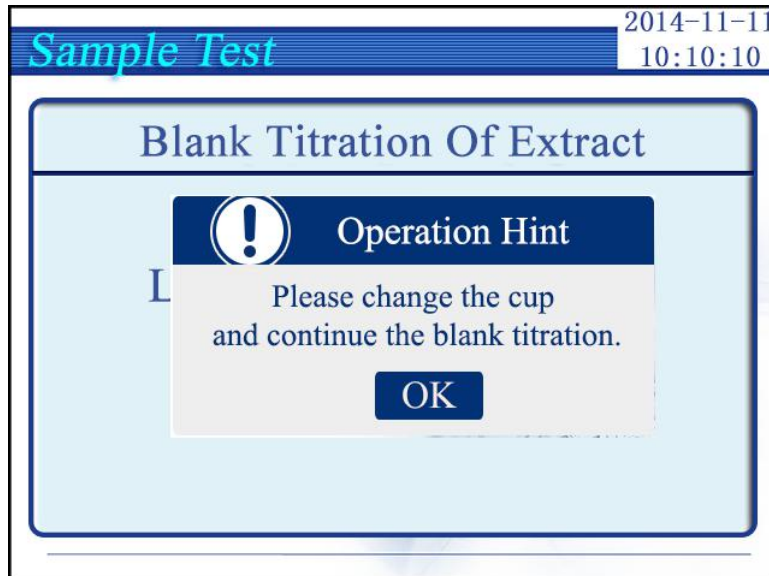 2014-11-11
Sample Test
10:10:10
Blank Titration Of Extract
Operation Hint
L
Please change the cup
and continue the blank titration.
OK